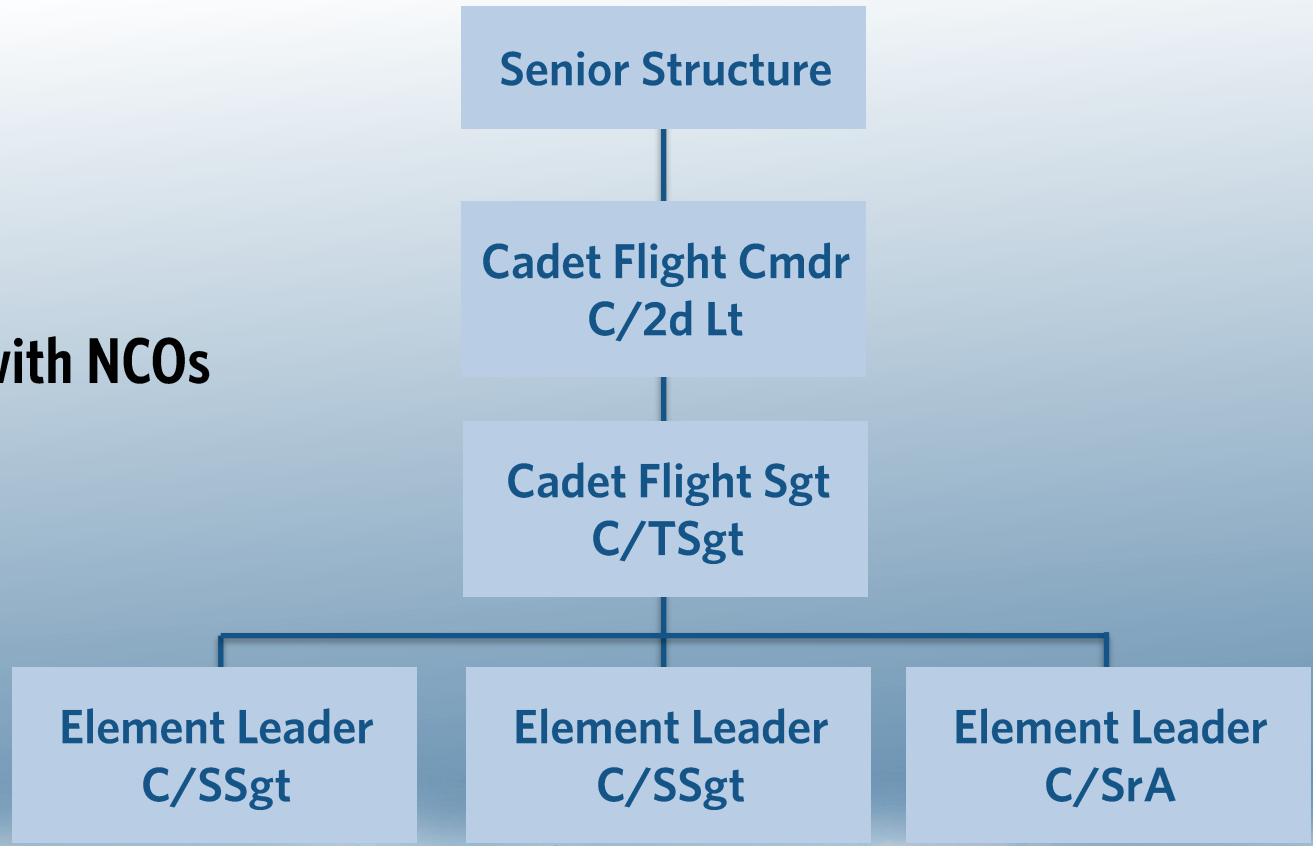 Senior Structure
Cadet Flight Cmdr
C/2d Lt
with NCOs
Cadet Flight Sgt
C/TSgt
Element Leader
C/SSgt
Element Leader
C/SSgt
Element Leader
C/SrA